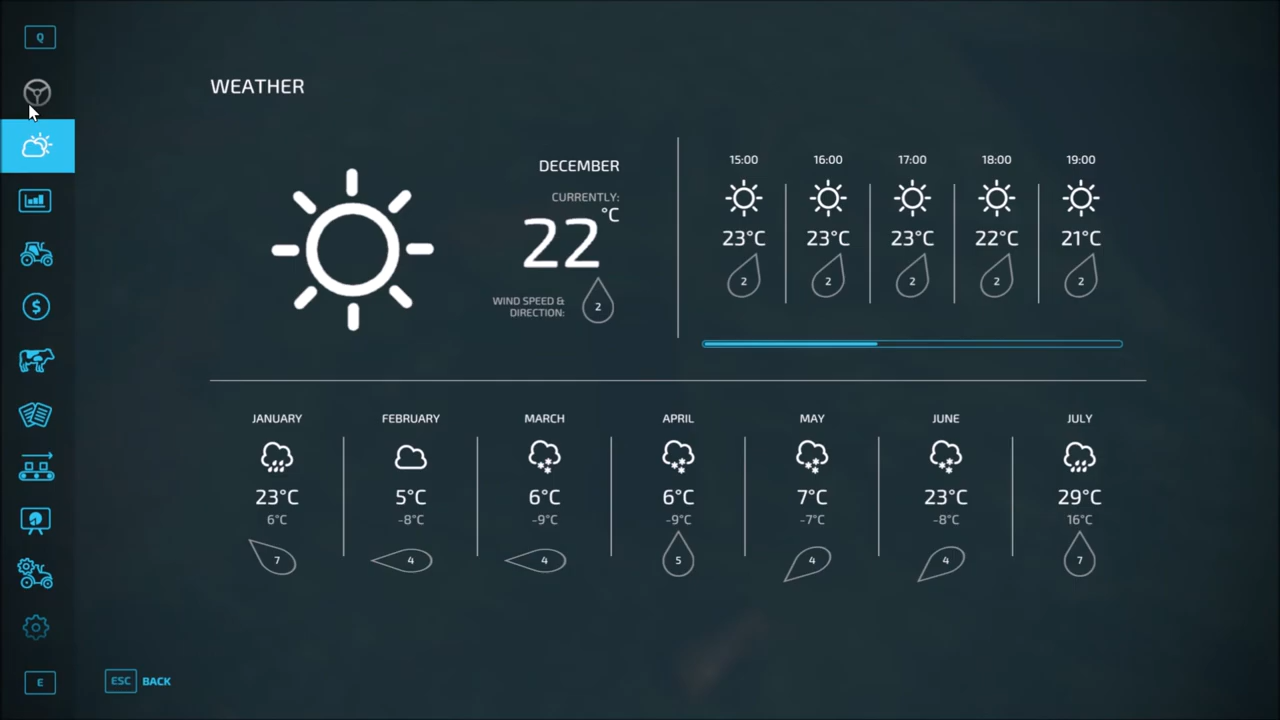 Q
WEATHER
DECEMBER
CURRENTLY:
22 °C
WIND SPEED &
DIRECTION:
2
15:00 16:00 17:00 18:00 19:00
23°C 23°C 23°C 22°C 21°C
2 2 2 2 2
JANUARY FEBRUARY MARCH APRIL MAY JUNE JULY
23°C 5°C 6°C 6°C 7°C 23°C 29°C
6°C -8°C -9°C -9°C -7°C -8°C 16°C
7 4 4 5 4 4 7
E
ESC BACK